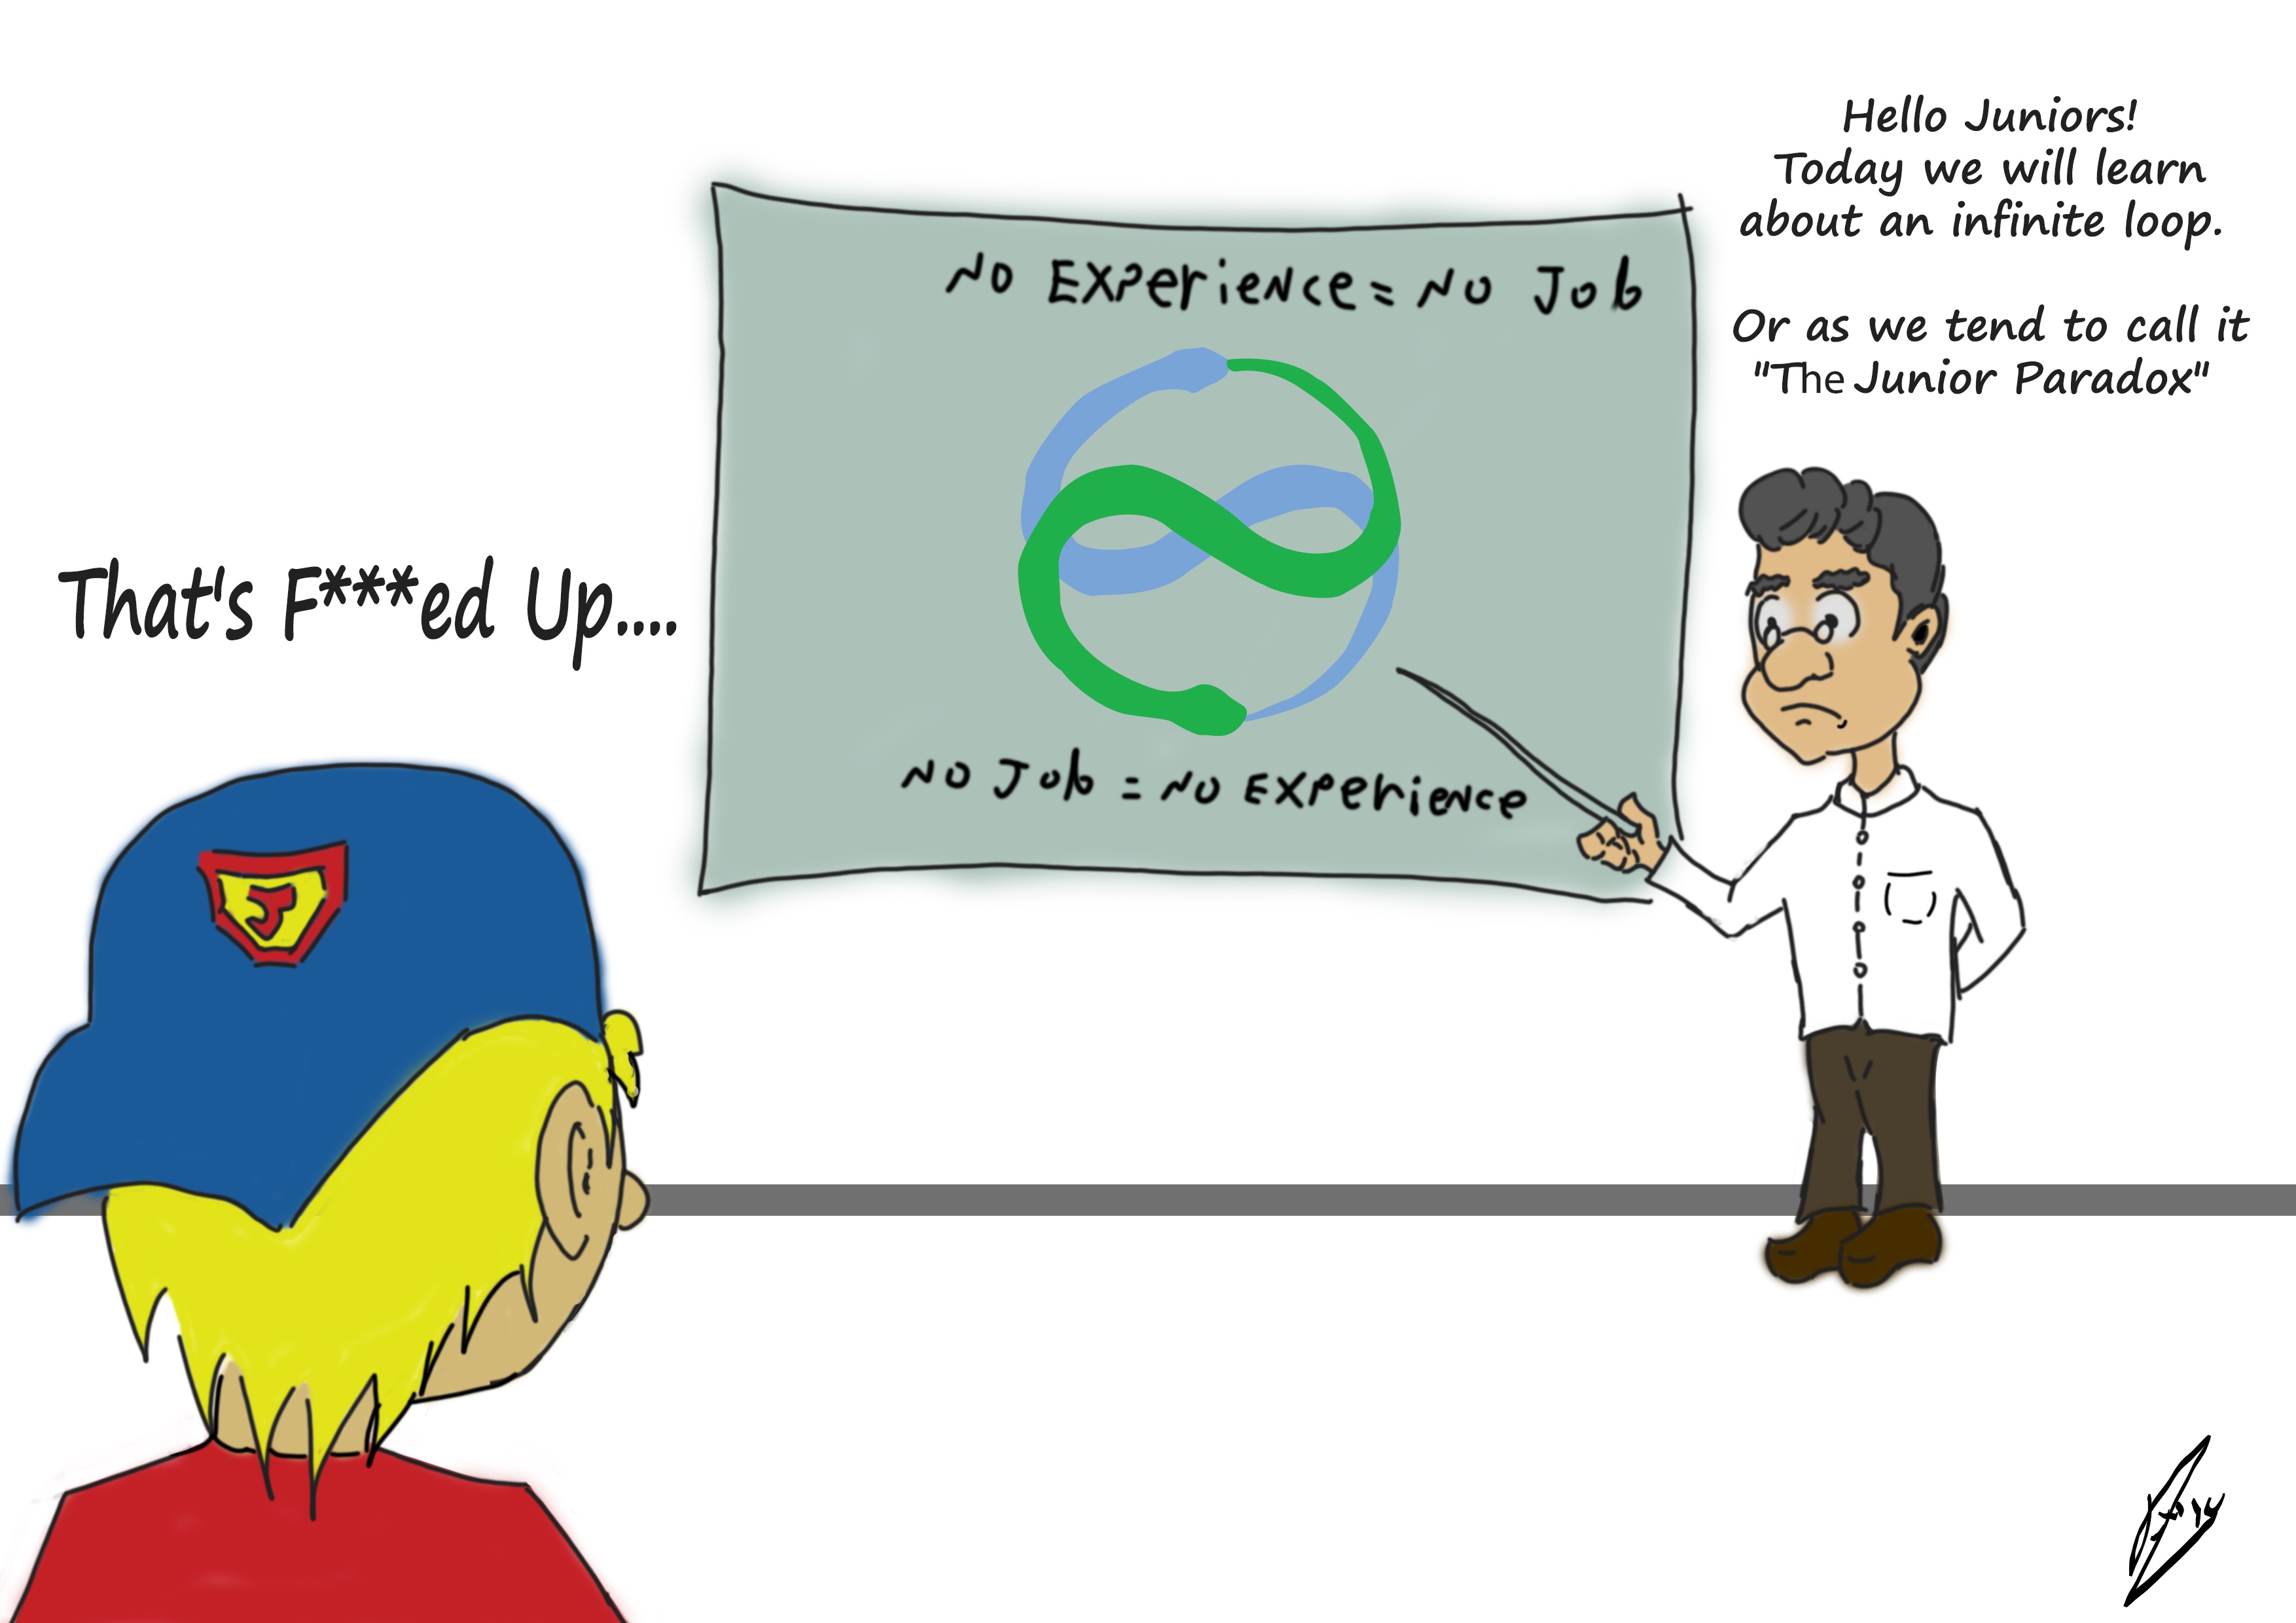 Hello Juniors!
Today we will learn
about an infinite loop.
Or as we tend to call it
"The Junior Paradox"
No Experience = No Job
No Job = No Experience
That's F***ed Up....
J